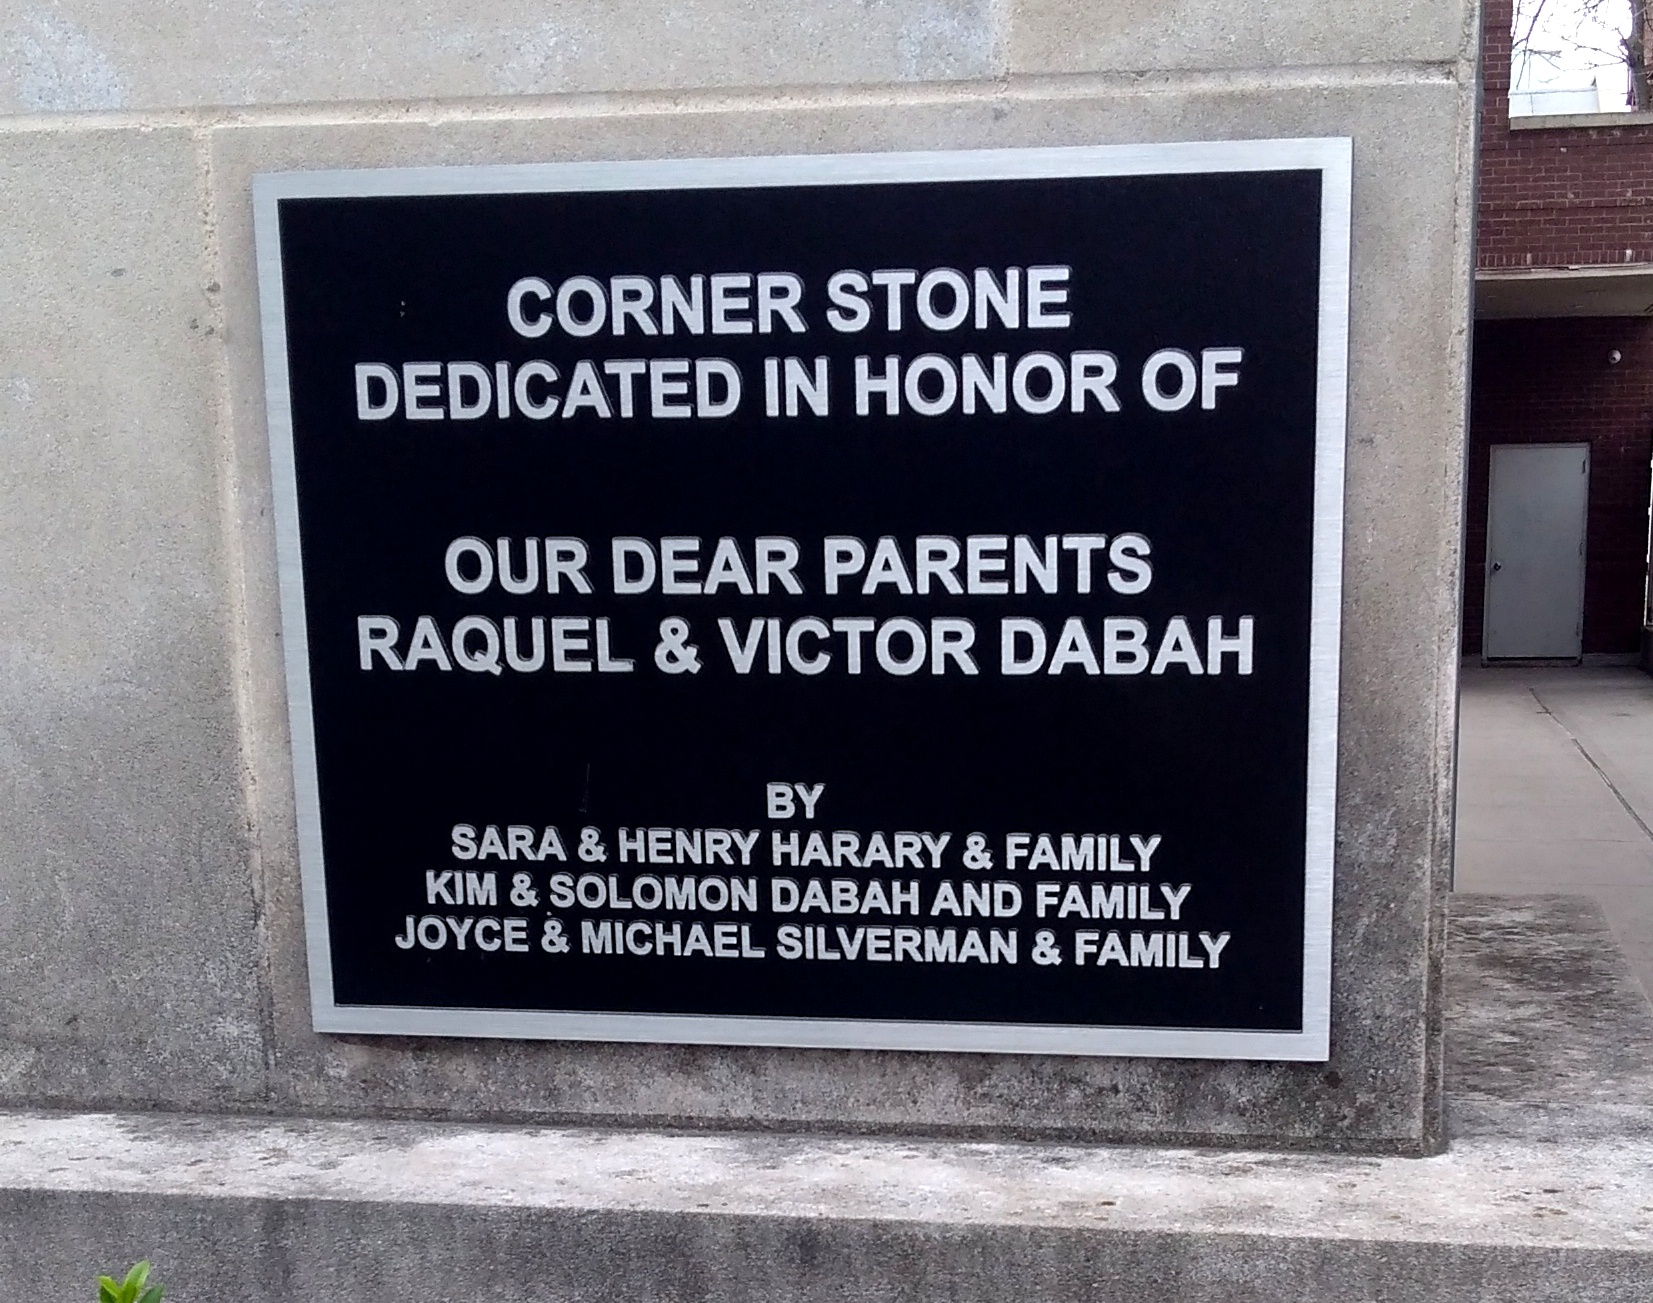 CORNER STONE
DEDICATED IN HONOR OF
OUR DEAR PARENTS
RAQUEL & VICTOR DABAH
BY
SARA & HENRY HARARY & FAMILY
KIM & SOLOMON DABAH AND FAMILY
JOYCE & MICHAEL SILVERMAN & FAMILY